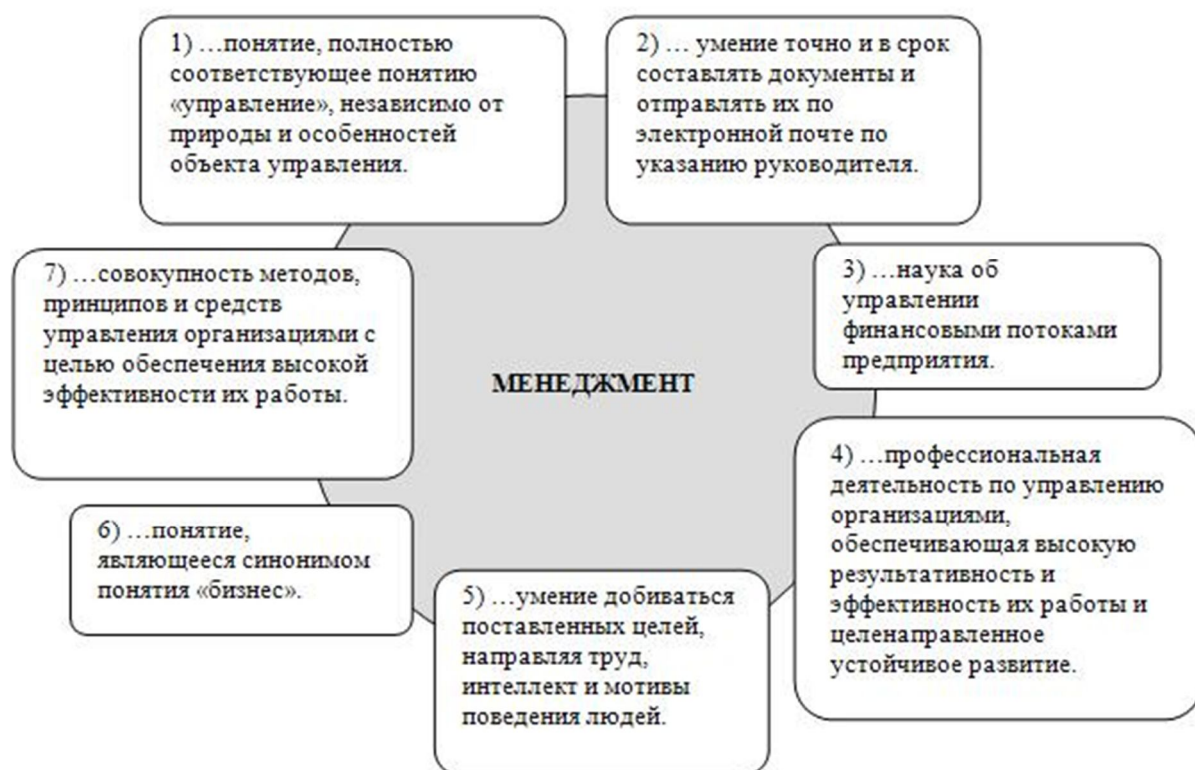 1) …понятие, полностью
соответствующее понятию
«управление», независимо от
природы и особенностей
объекта управления.
2) … умение точно и в срок
составлять документы и
отправлять их по
электронной почте по
указанию руководителя.
3) …наука об
управлении
финансовыми потоками
предприятия.
4) …профессиональная
деятельность по управлению
организациями,
обеспечивающая высокую
результативность и
эффективность их работы и
целенаправленное
устойчивое развитие.
5) …умение добиваться
поставленных целей,
направляя труд,
интеллект и мотивы
поведения людей.
6) …понятие,
являющееся синонимом
понятия «бизнес».
7) …совокупность методов,
принципов и средств
управления организациями с
целью обеспечения высокой
эффективности их работы.
МЕНЕДЖМЕНТ